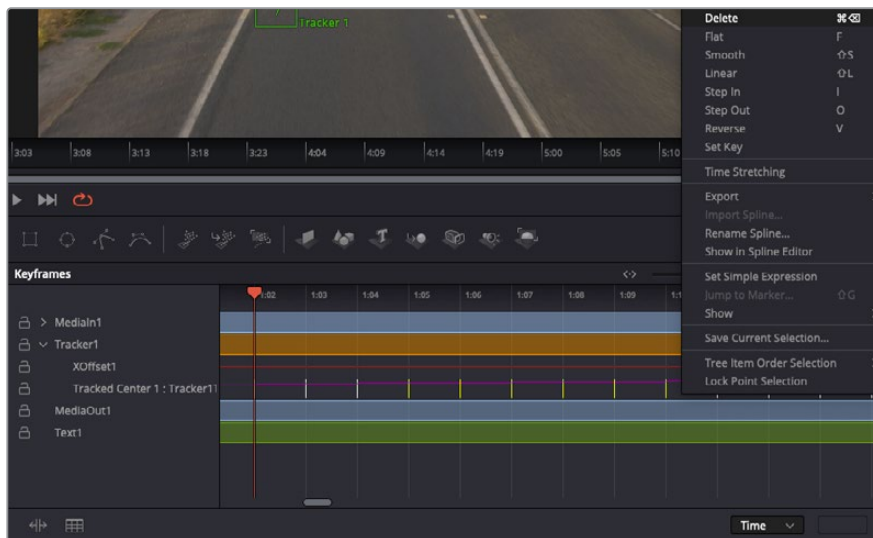 Tracker 1
Delete ⌘⌫
Flat F
Smooth ⇧S
Linear ⇧L
Step In I
Step Out O
Reverse V
Set Key
Time Stretching
Export
Import Spline...
Rename Spline...
Show in Spline Editor
Set Simple Expression
Jump to Marker... ⇧G
Show
Save Current Selection...
Tree Item Order Selection
Lock Point Selection
3:03 3:08 3:13 3:18 3:23 4:04 4:09 4:14 4:19 5:00 5:05 5:10
Keyframes
1:02 1:03 1:04 1:05 1:06 1:07 1:08 1:09
MediaIn1
Tracker1
XOffset1
Tracked Center 1 : Tracker1
MediaOut1
Text1
Time